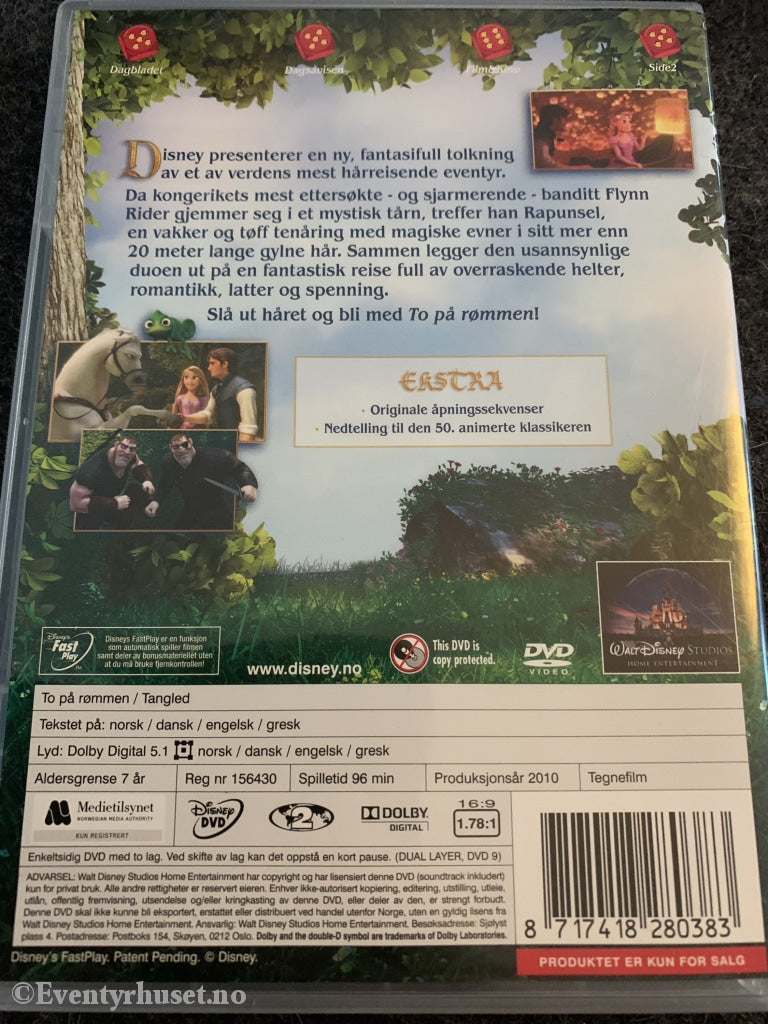 Dagbladet
Dagsavisen
Film&Kino
Side2
Disney presenterer en ny, fantasifull tolkning
av et av verdens mest hårreisende eventyr.
Da kongerikets mest ettersøkte - og sjarmerende - banditt Flynn
Rider gjemmer seg i et mystisk tårn, treffer han Rapunsel,
en vakker og tøff tenåring med magiske evner i sitt mer enn
20 meter lange gylne hår. Sammen legger den usannsynlige
duoen ut på en fantastisk reise full av overraskende helter,
romantikk, latter og spenning.
Slå ut håret og bli med To på rømmen!
EKSTRA
· Originale åpningssekvenser
· Nedtelling til den 50. animerte klassikeren
Disney's Fast Play
Disneys FastPlay er en funksjon
som automatisk spiller filmen
samt deler av bonusmaterialet uten
at du må bruke fjernkontrollen!
www.disney.no
This DVD is
copy protected.
DVD
VIDEO
WALT DISNEY STUDIOS
HOME ENTERTAINMENT
To på rømmen / Tangled
Tekstet på: norsk / dansk / engelsk / gresk
Lyd: Dolby Digital 5.1 norsk / dansk / engelsk / gresk
Aldersgrense 7 år
Reg nr 156430
Spilletid 96 min
Produksjonsår 2010
Tegnefilm
Medietilsynet
NORWEGIAN MEDIA AUTHORITY
KUN REGISTRERT
Disney DVD
2
DOLBY
DIGITAL
16:9
1.78:1
Enkeltsidig DVD med to lag. Ved skifte av lag kan det oppstå en kort pause. (DUAL LAYER, DVD 9)
ADVARSEL: Walt Disney Studios Home Entertainment har copyright og har lisensiert denne DVD (soundtrack inkludert)
kun for privat bruk. Alle andre rettigheter er reservert eieren. Enhver ikke-autorisert kopiering, editering, utstilling, utleie,
utlån, offentlig fremvisning, utsendelse og/eller kringkasting av denne DVD, eller deler av den, er strengt forbudt.
Denne DVD skal ikke kunne bli eksportert, erstattet eller distribuert ved handel utenfor Norge, uten en gyldig lisens fra
Walt Disney Studios Home Entertainment. Ansvarlig: Walt Disney Studios Home Entertainment. Besøksadresse: Sjølyst
plass 4. Postadresse: Postboks 154, Skøyen, 0212 Oslo. Dolby and the double-D symbol are trademarks of Dolby Laboratories.
8 717418 280383
Disney's FastPlay. Patent Pending. © Disney.
PRODUKTET ER KUN FOR SALG
©Eventyrhuset.no